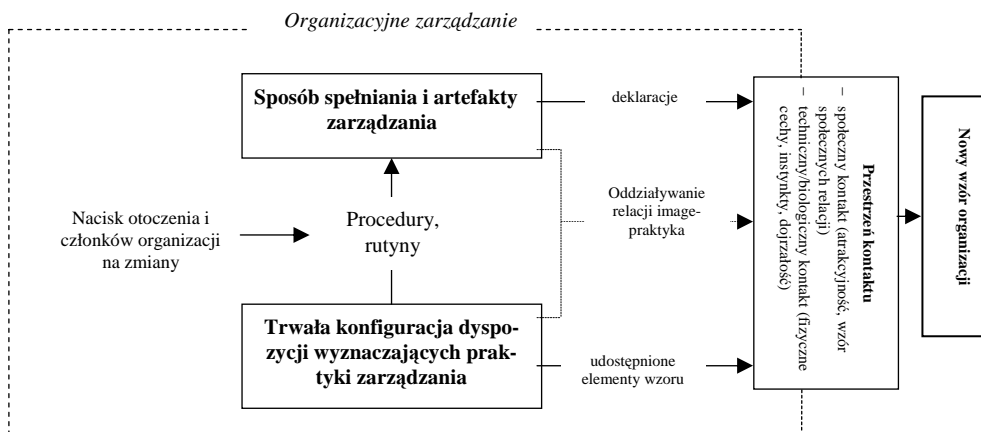 Organizacyjne zarządzanie
Sposób spełniania i artefakty
zarządzania
deklaracje
Nacisk otoczenia i
członków organizacji
na zmiany
Procedury,
rutyny
Oddziaływanie
relacji image-
praktyka
Trwała konfiguracja dyspo-
zycji wyznaczających prak-
tyki zarządzania
udostępnione
elementy wzoru
Przestrzeń kontaktu
− społeczny kontakt (atrakcyjność, wzór
społecznych relacji)
− techniczny/biologiczny kontakt (fizyczne
cechy, instynkty, dojrzałość)
Nowy wzór organizacji